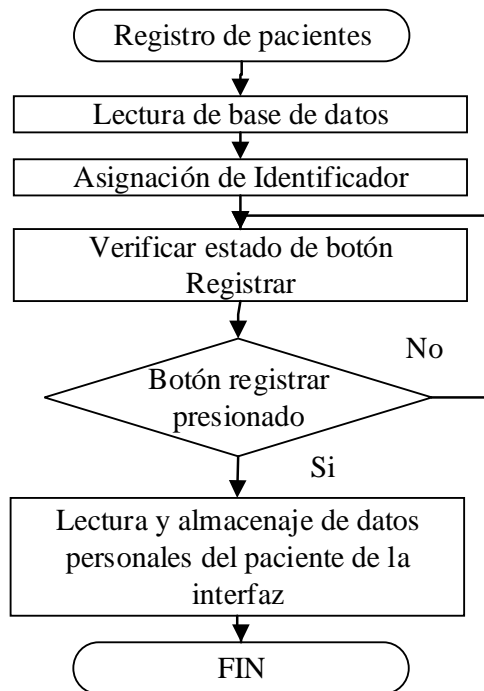 Registro de pacientes
Lectura de base de datos
Asignación de Identificador
Verificar estado de botón
Registrar
No
Botón registrar
presionado
Si
Lectura y almacenaje de datos
personales del paciente de la
interfaz
FIN